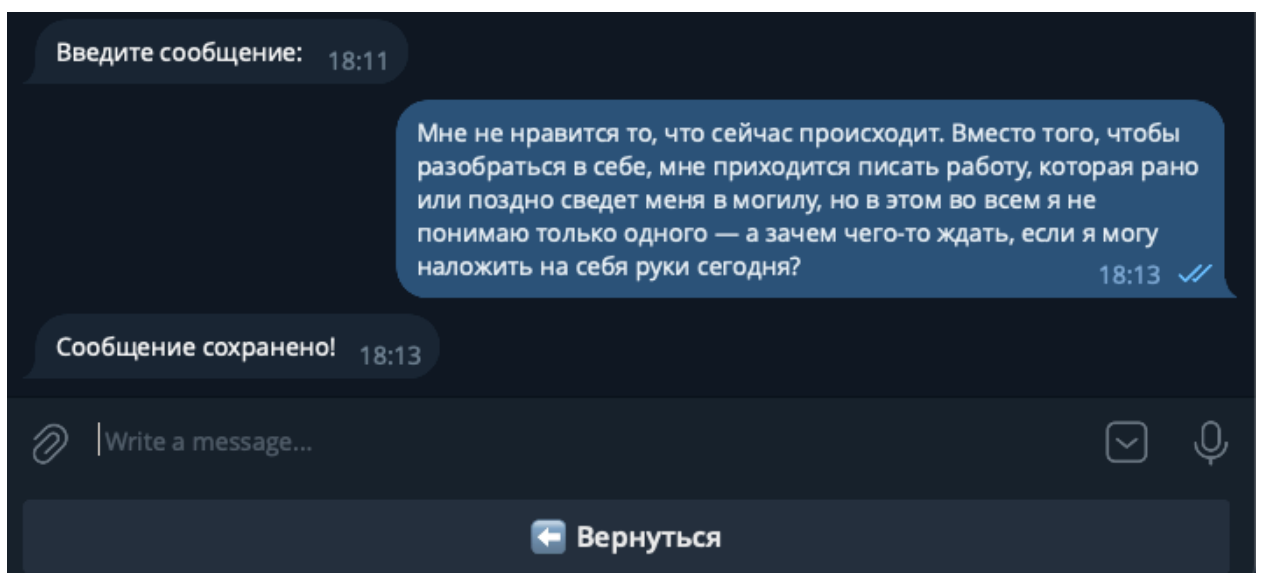 Введите сообщение: 18:11
Мне не нравится то, что сейчас происходит. Вместо того, чтобы
разобраться в себе, мне приходится писать работу, которая рано
или поздно сведет меня в могилу, но в этом во всем я не
понимаю только одного — а зачем чего-то ждать, если я могу
наложить на себя руки сегодня? 18:13
Сообщение сохранено! 18:13
Write a message...
Вернуться